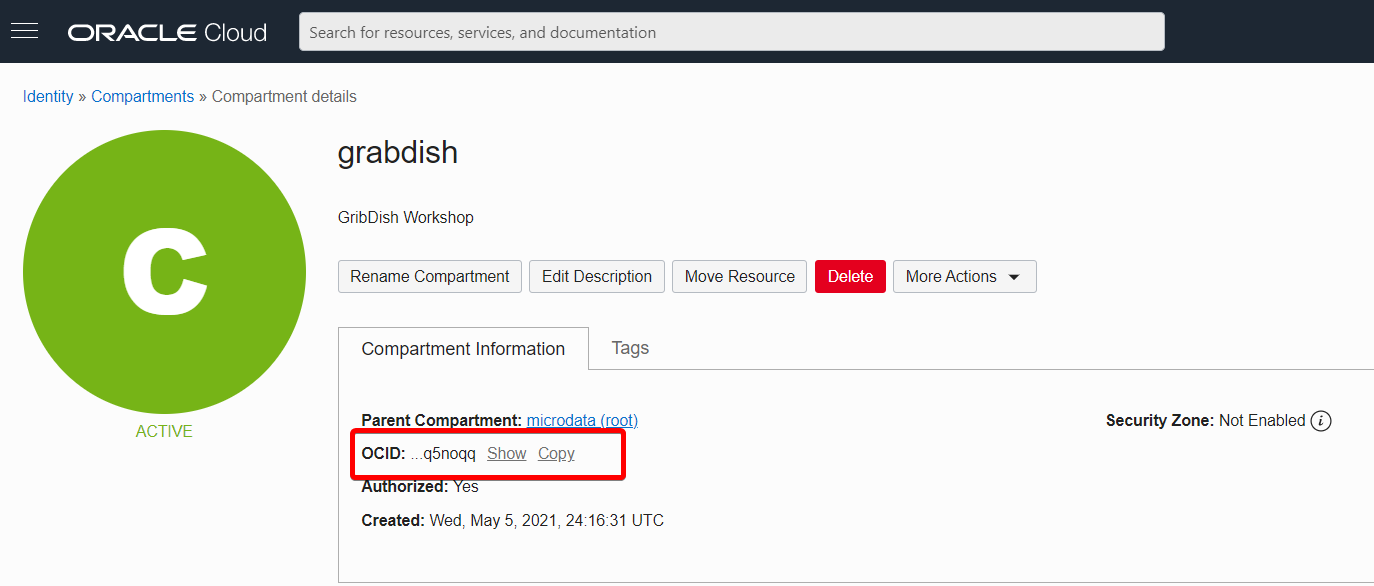 ORACLE Cloud
Search for resources, services, and documentation
Identity » Compartments » Compartment details
C
ACTIVE
grabdish
GribDish Workshop
Rename Compartment Edit Description Move Resource Delete More Actions
Compartment Information Tags
Parent Compartment: microdata (root)
OCID: ...q5noqq Show Copy
Authorized: Yes
Created: Wed, May 5, 2021, 24:16:31 UTC
Security Zone: Not Enabled i